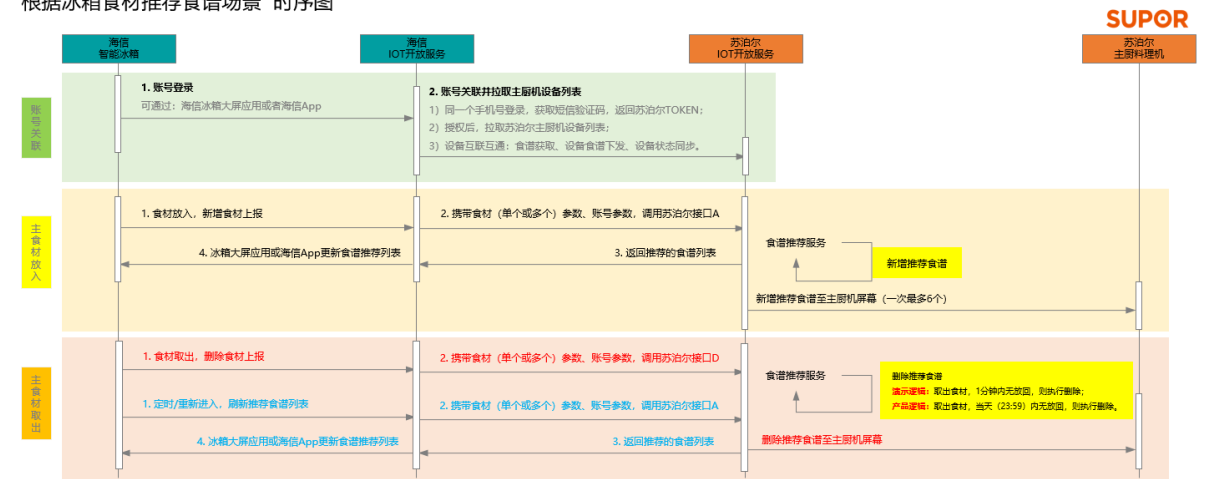 根据冰箱食材推荐食谱场景 的序图
SUPOR
海信
智能冰箱
海信
IOT开放服务
苏泊尔
IOT开放服务
苏泊尔
主厨料理机
账号关联
1. 账号登录
可通过：海信冰箱大屏应用或者海信App
2. 账号关联并拉取主厨机设备列表
1）同一个手机号登录，获取短信验证码，返回苏泊尔TOKEN；
2）授权后，拉取苏泊尔主厨机设备列表；
3）设备互联互通：食谱获取、设备食谱下发、设备状态同步。
主食材放入
1. 食材放入，新增食材上报
2. 携带食材（单个或多个）参数、账号参数，调用苏泊尔接口A
4. 冰箱大屏应用或海信App更新食谱推荐列表
3. 返回推荐的食谱列表
食谱推荐服务
新增推荐食谱
新增推荐食谱至主厨机屏幕（一次最多6个）
主食材取出
1. 食材取出，删除食材上报
2. 携带食材（单个或多个）参数、账号参数，调用苏泊尔接口D
食谱推荐服务
删除推荐食谱
演示逻辑：取出食材，1分钟内无放回，则执行删除；
产品逻辑：取出食材，当天（23:59）内无放回，则执行删除。
1. 定时/重新进入，刷新推荐食谱列表
2. 携带食材（单个或多个）参数、账号参数，调用苏泊尔接口A
4. 冰箱大屏应用或海信App更新食谱推荐列表
3. 返回推荐的食谱列表
删除推荐食谱至主厨机屏幕